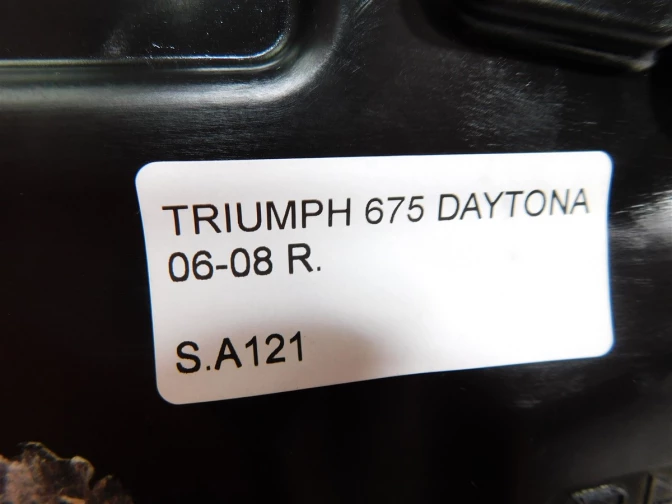 TRIUMPH 675 DAYTONA
06-08 R.
S.A121